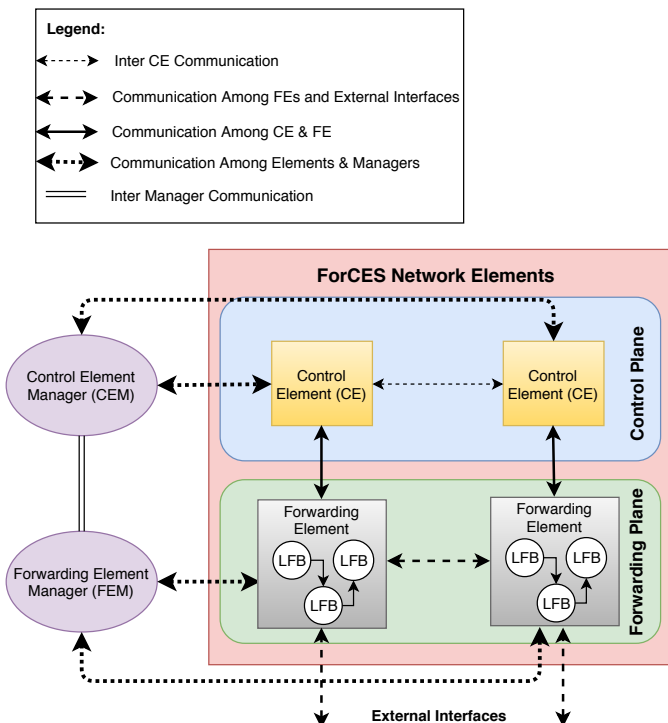 Legend:
Inter CE Communication
Communication Among FEs and External Interfaces
Communication Among CE & FE
Communication Among Elements & Managers
Inter Manager Communication
ForCES Network Elements
Control Plane
Control Element
Manager (CEM)
Control
Element (CE)
Control
Element (CE)
Forwarding Plane
Forwarding Element
Manager (FEM)
Forwarding
Element
LFB
LFB
LFB
Forwarding
Element
LFB
LFB
LFB
External Interfaces